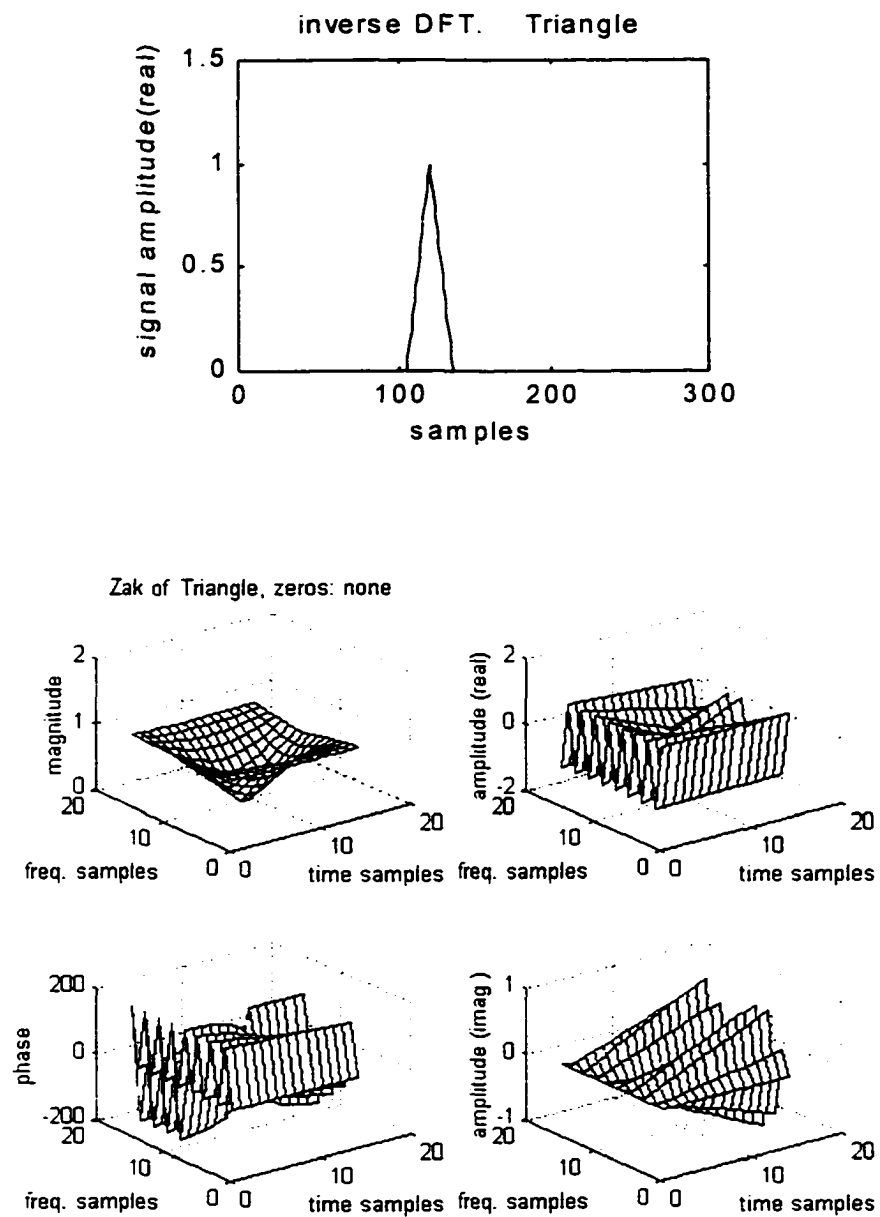 inverse DFT. Triangle
signal amplitude(real)
1.5
1
0.5
0
0 100 200 300
samples
Zak of Triangle, zeros: none
magnitude
2
1
0
20 10 0
freq. samples
0 10 20
time samples
amplitude (real)
2
0
-2
20 10 0
freq. samples
0 10 20
time samples
phase
200
0
-200
20 10 0
freq. samples
0 10 20
time samples
amplitude (imag)
1
0
-1
20 10 0
freq. samples
0 10 20
time samples